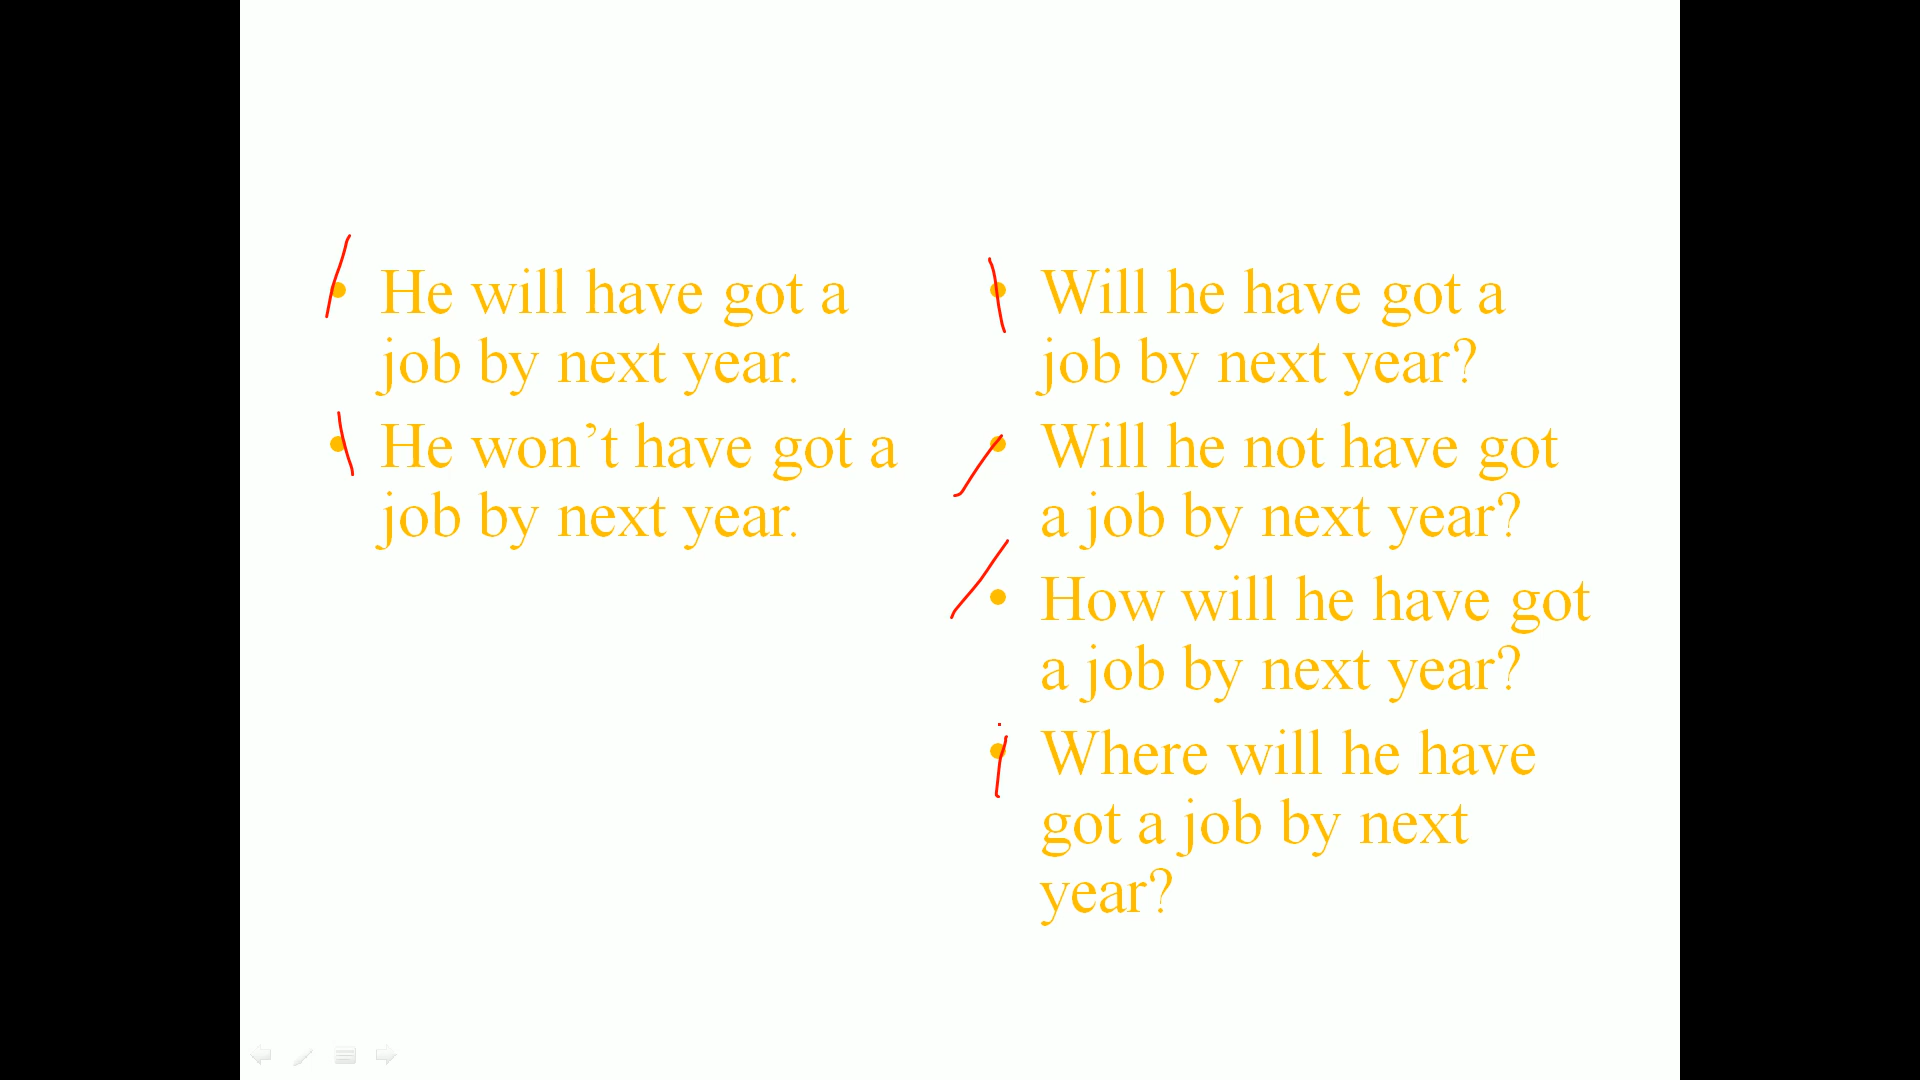 • He will have got a
job by next year.
• He won’t have got a
job by next year.
• Will he have got a
job by next year?
• Will he not have got
a job by next year?
• How will he have got
a job by next year?
• Where will he have
got a job by next
year?